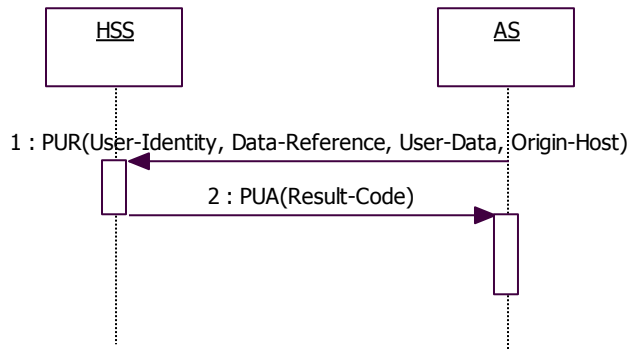 HSS
AS
1 : PUR(User-Identity, Data-Reference, User-Data, Origin-Host)
2 : PUA(Result-Code)